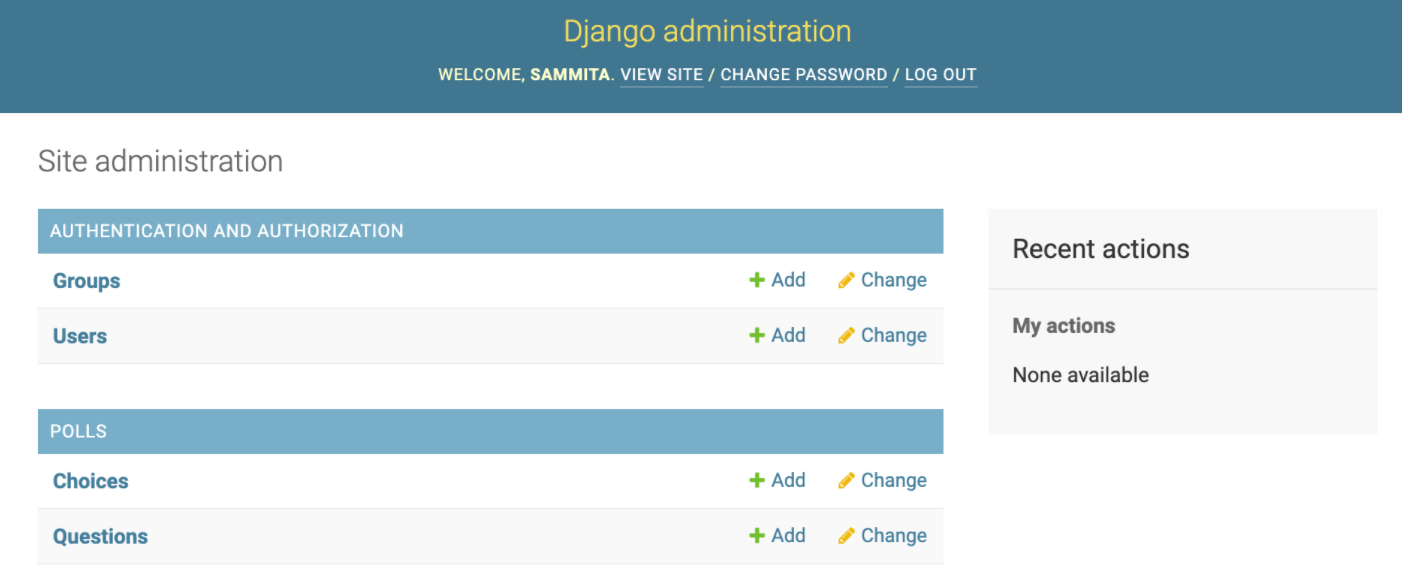 Django administration
WELCOME, SAMMITA. VIEW SITE / CHANGE PASSWORD / LOG OUT
Site administration
AUTHENTICATION AND AUTHORIZATION
Groups Add Change
Users Add Change
POLLS
Choices Add Change
Questions Add Change
Recent actions
My actions
None available